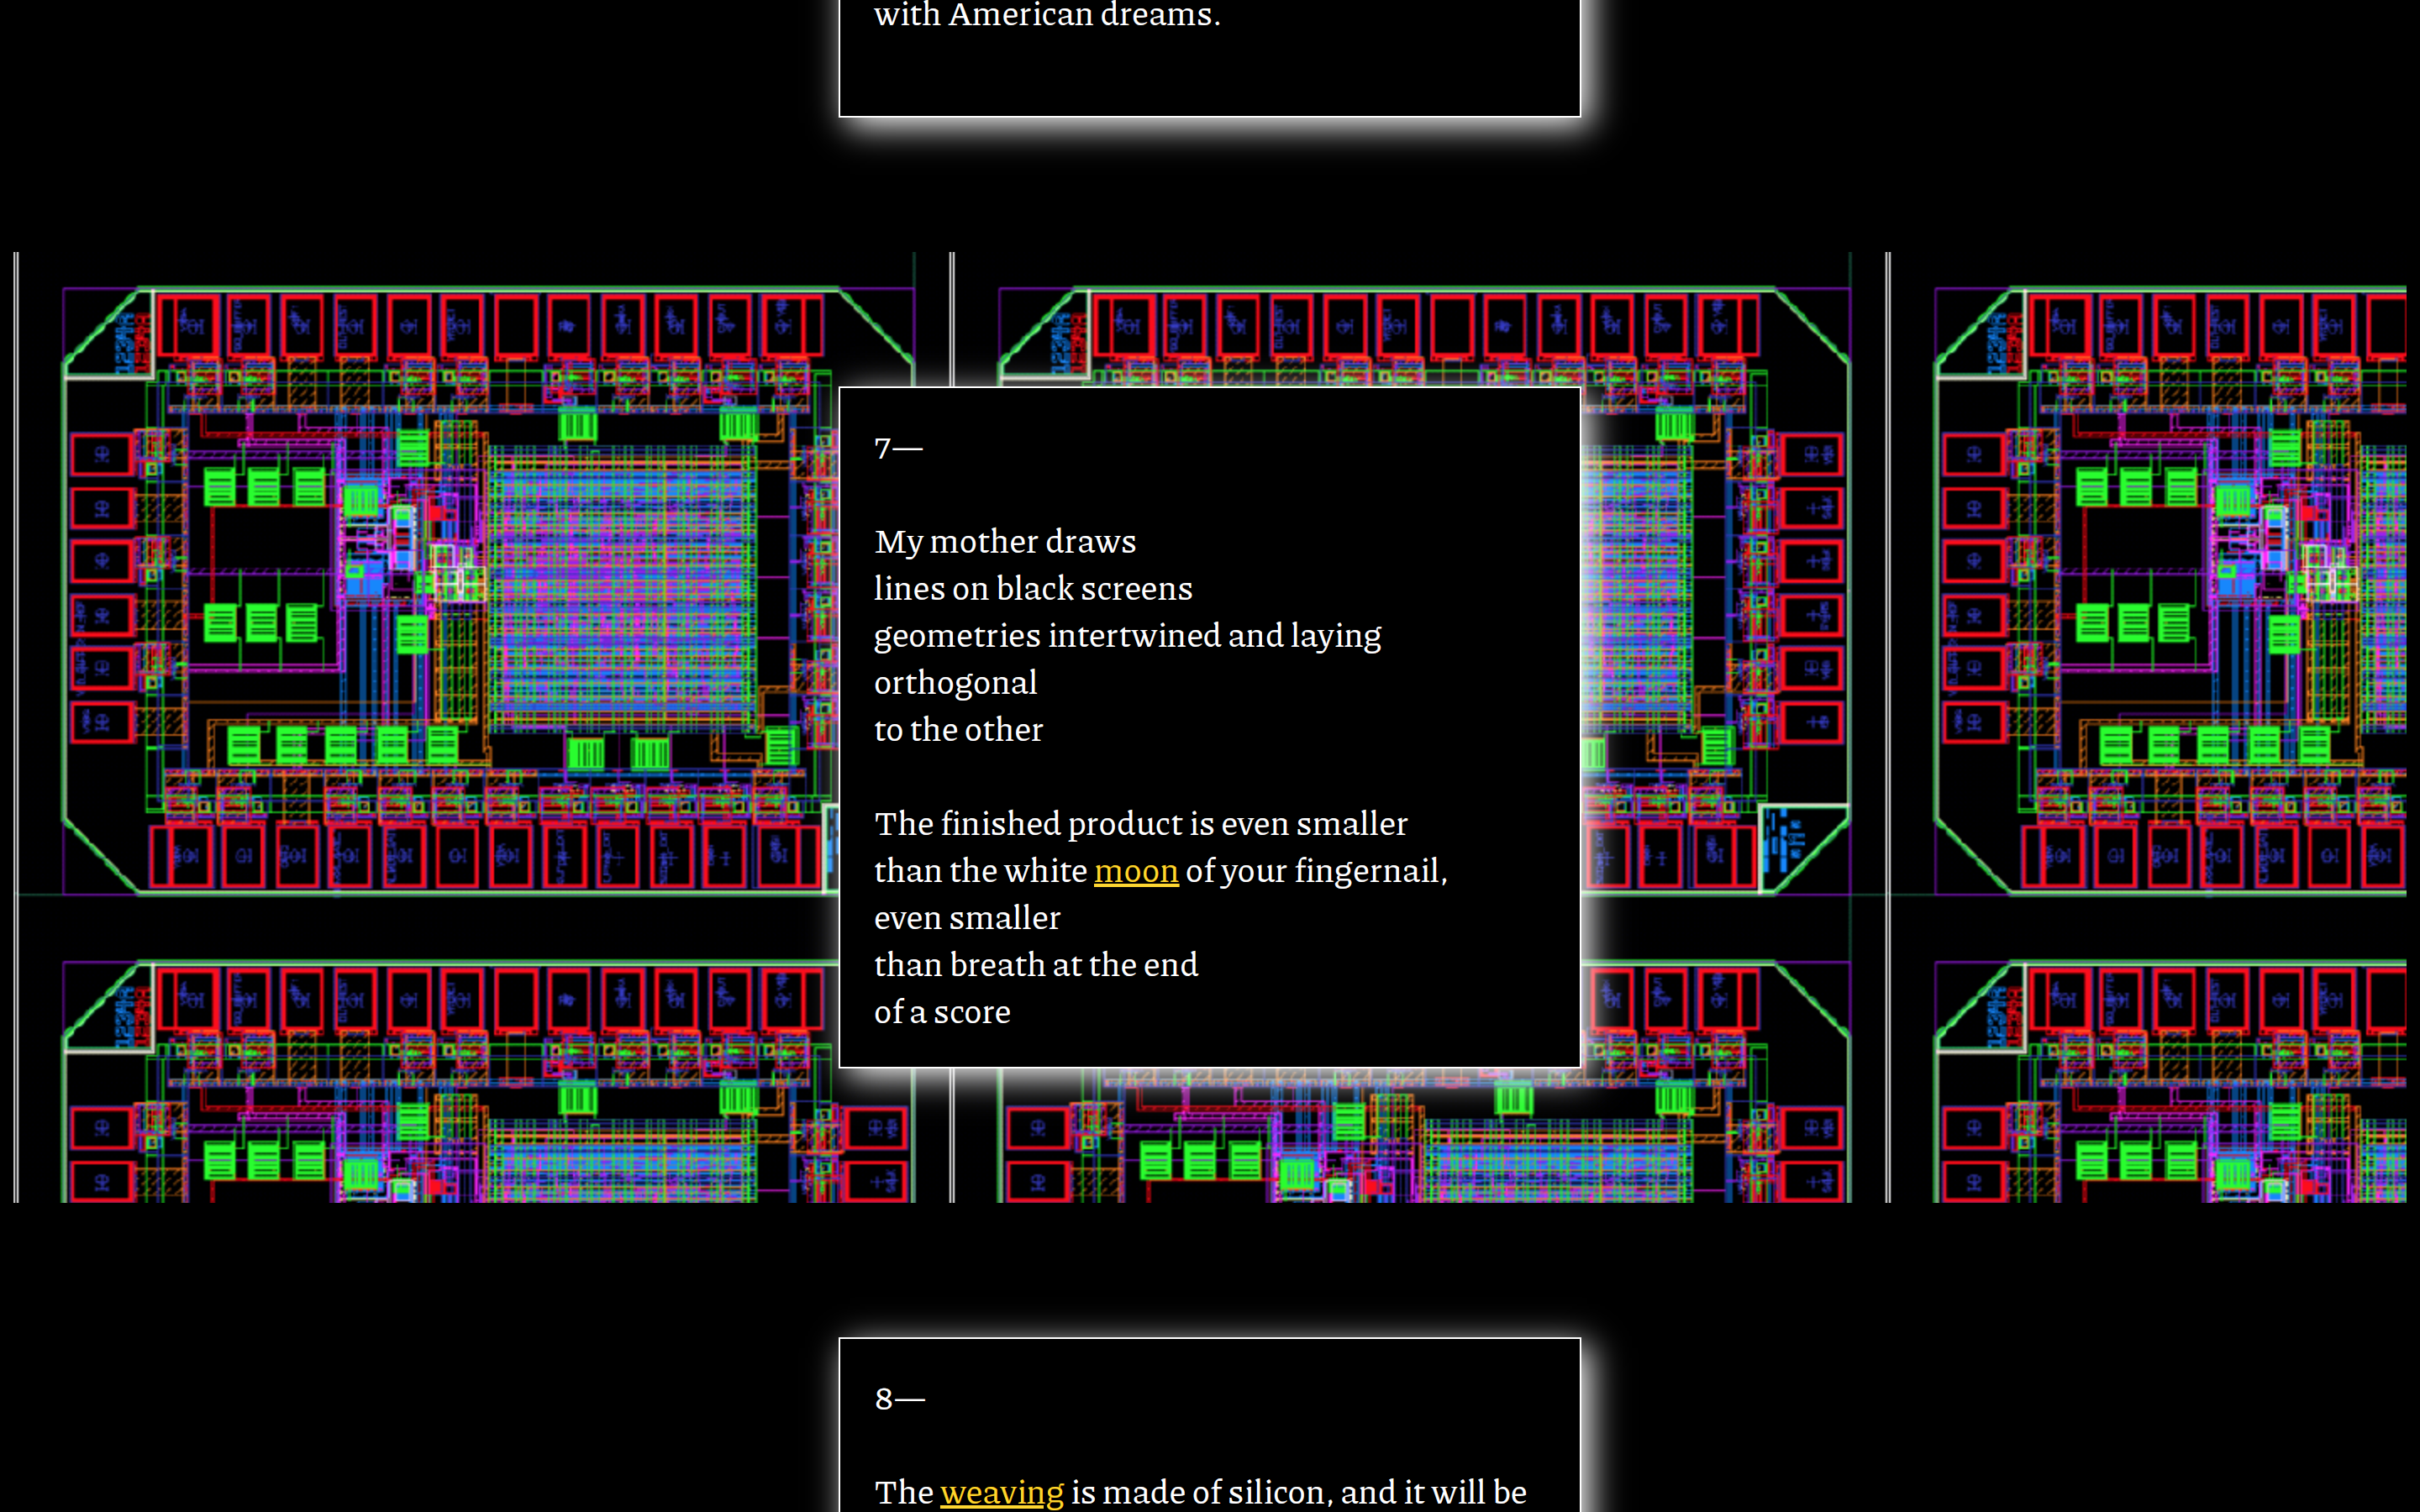 with American dreams.
7—
My mother draws
lines on black screens
geometries intertwined and laying
orthogonal
to the other
The finished product is even smaller
than the white moon of your fingernail,
even smaller
than breath at the end
of a score
8—
The weaving is made of silicon, and it will be